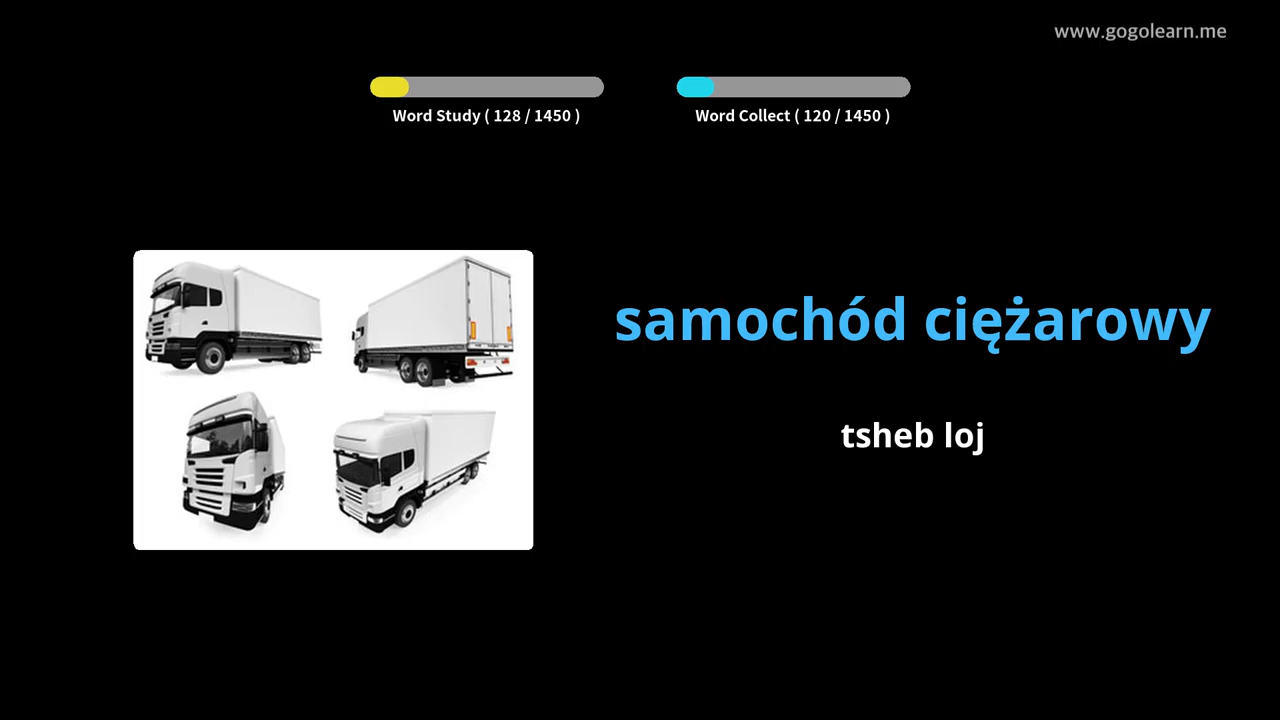 www.gogolearn.me
Word Study ( 128 / 1450 )
Word Collect ( 120 / 1450 )
samochód ciężarowy
tsheb loj